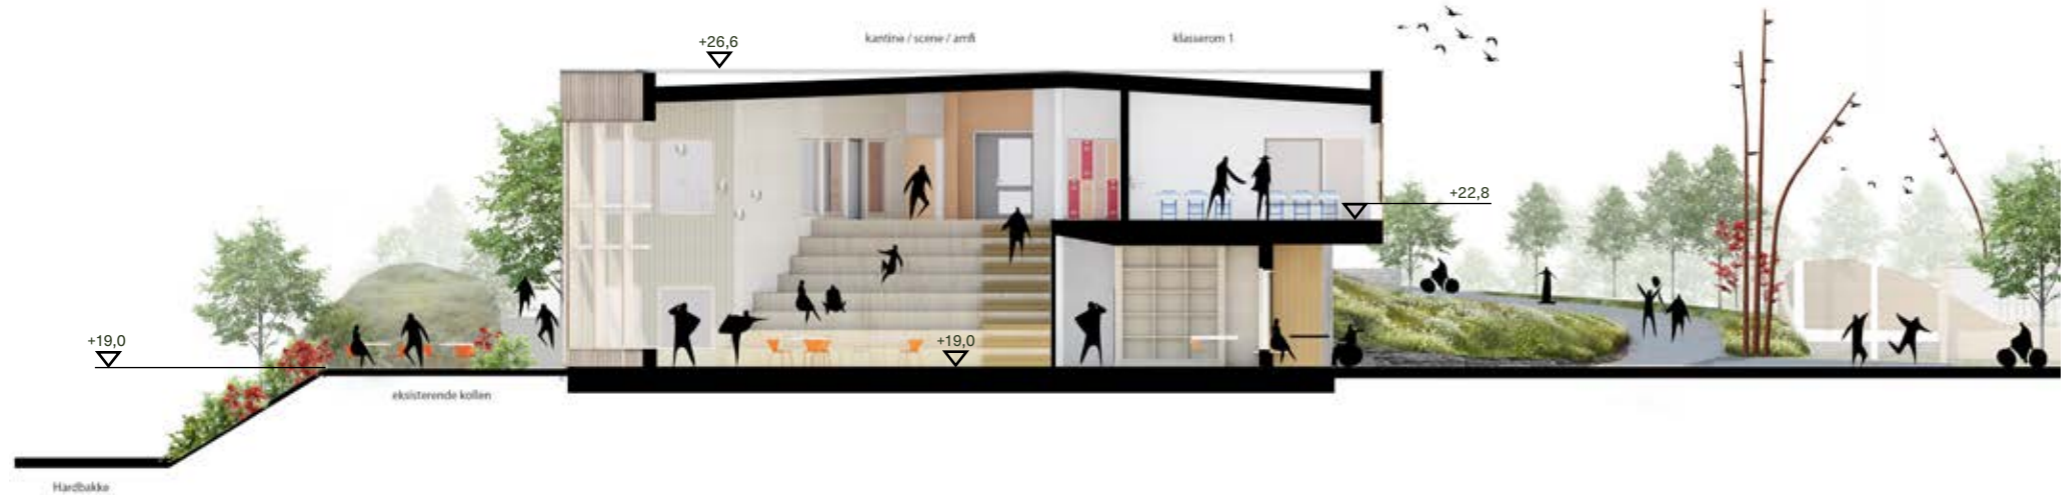 +26,6
kantine / scene / amfi
klasserom 1
+22,8
+19,0
+19,0
eksisterende kollen
Hardbakke